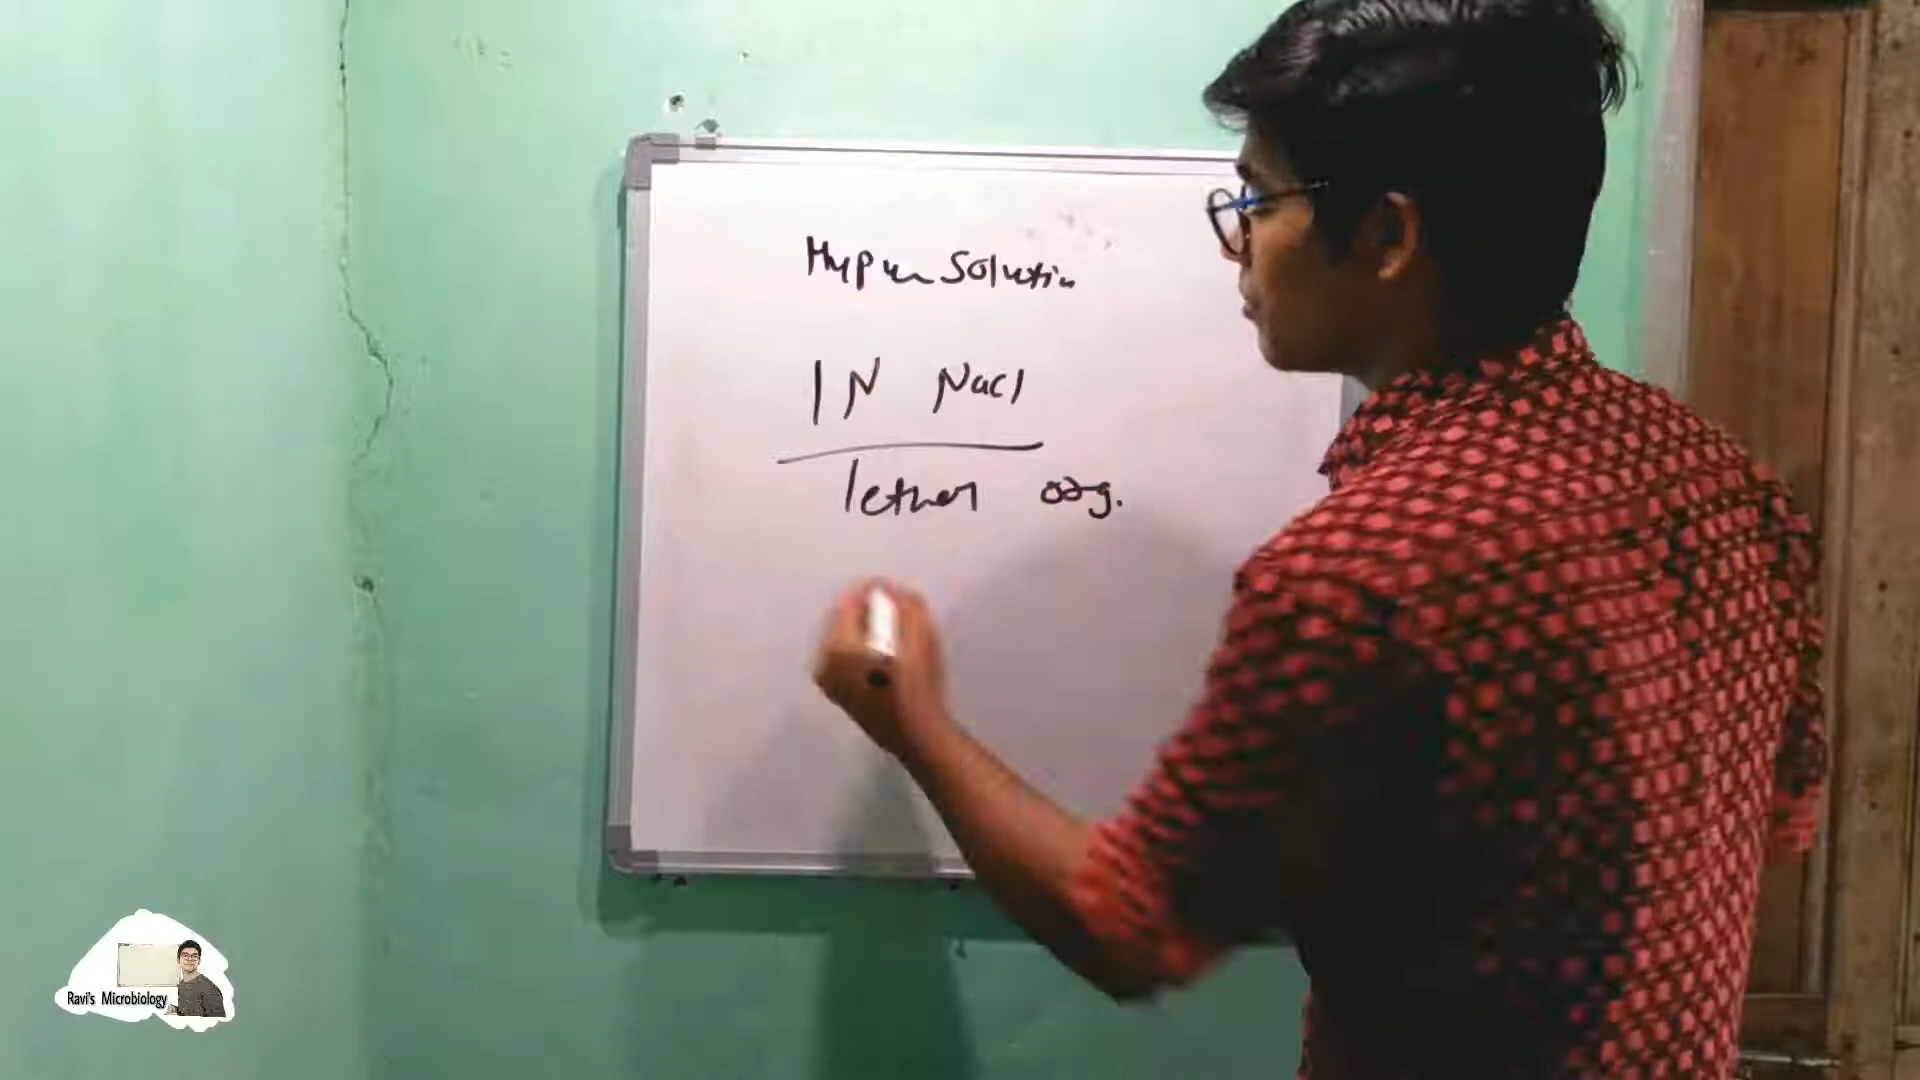 Hyper Solution
1N NaCl
lethal org.
Ravi's Microbiology